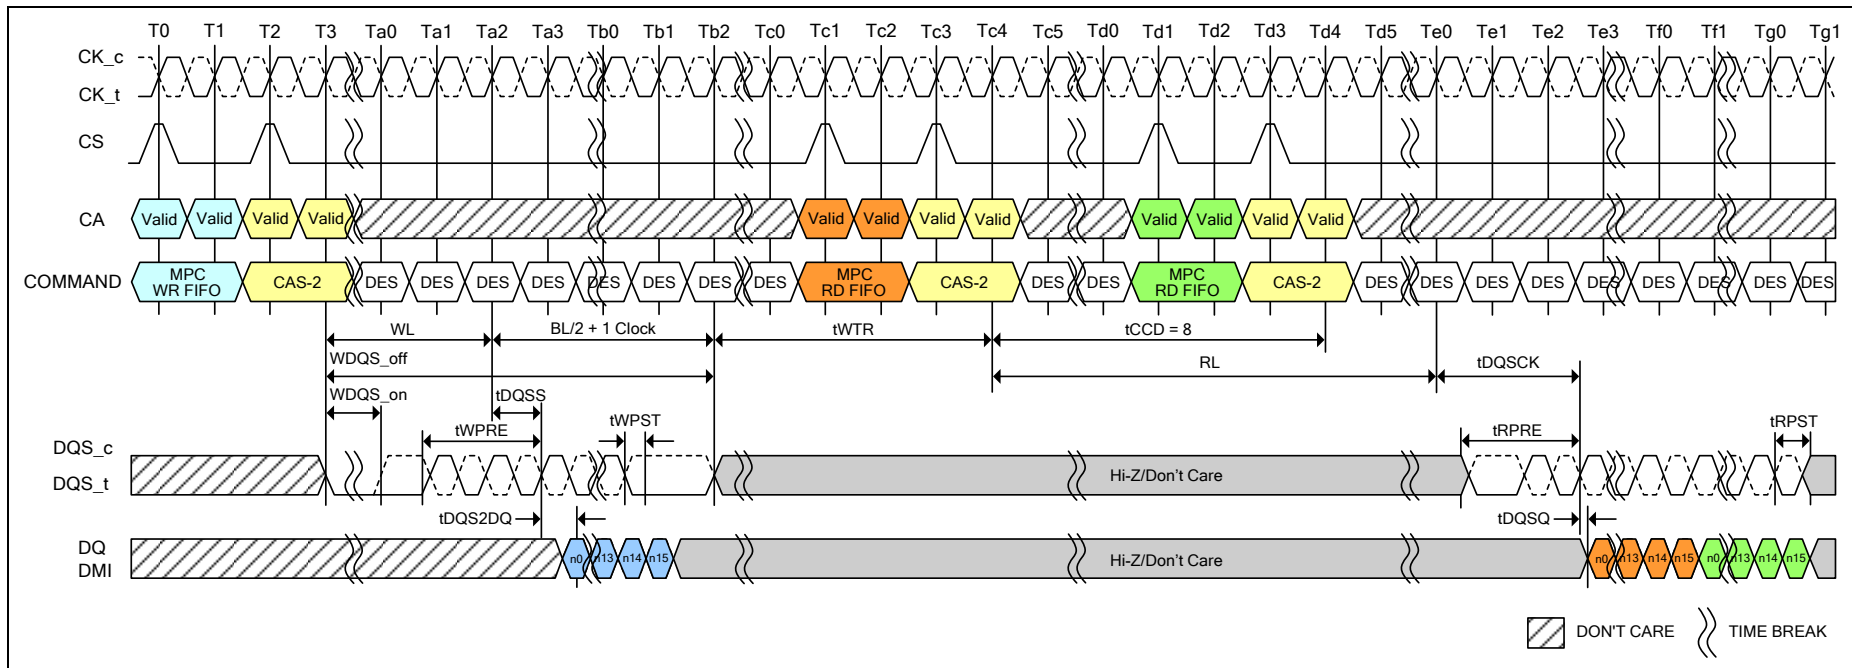 T0 T1 T2 T3 Ta0 Ta1 Ta2 Ta3 Tb0 Tb1 Tb2 Tc0 Tc1 Tc2 Tc3 Tc4 Tc5 Td0 Td1 Td2 Td3 Td4 Td5 Te0 Te1 Te2 Te3 Tf0 Tf1 Tg0 Tg1
CK_c
CK_t
CS
CA Valid Valid Valid Valid Valid Valid Valid Valid Valid Valid Valid Valid
COMMAND MPC WR FIFO CAS-2 DES DES DES DES DES DES DES DES MPC RD FIFO CAS-2 DES DES MPC RD FIFO CAS-2 DES DES DES DES DES DES DES DES DES
WL BL/2 + 1 Clock tWTR tCCD = 8
WDQS_off RL tDQSCK
WDQS_on tDQSS
tWPST tRPST
tWPRE tRPRE
DQS_c
DQS_t Hi-Z/Don't Care
tDQS2DQ tDQSQ
DQ n0 n13 n14 n15 Hi-Z/Don't Care n0 n13 n14 n15 n0 n13 n14 n15
DMI
DON'T CARE TIME BREAK